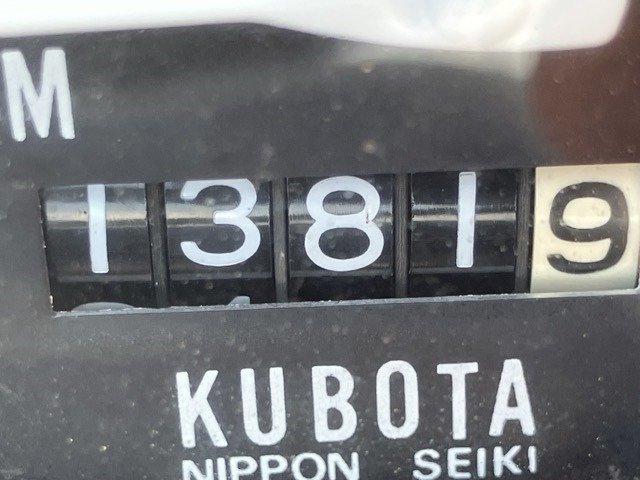 M
13819
KUBOTA
NIPPON SEIKI